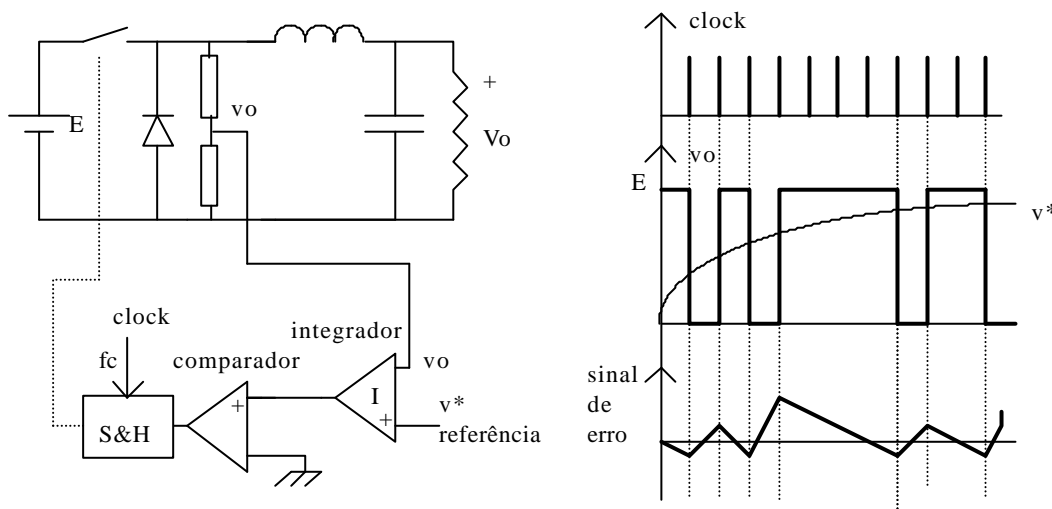 E
vo
+
Vo
clock
fc
integrador
comparador
vo
I
+
+
v*
S&H
referência
clock
vo
E
v*
sinal
de
erro